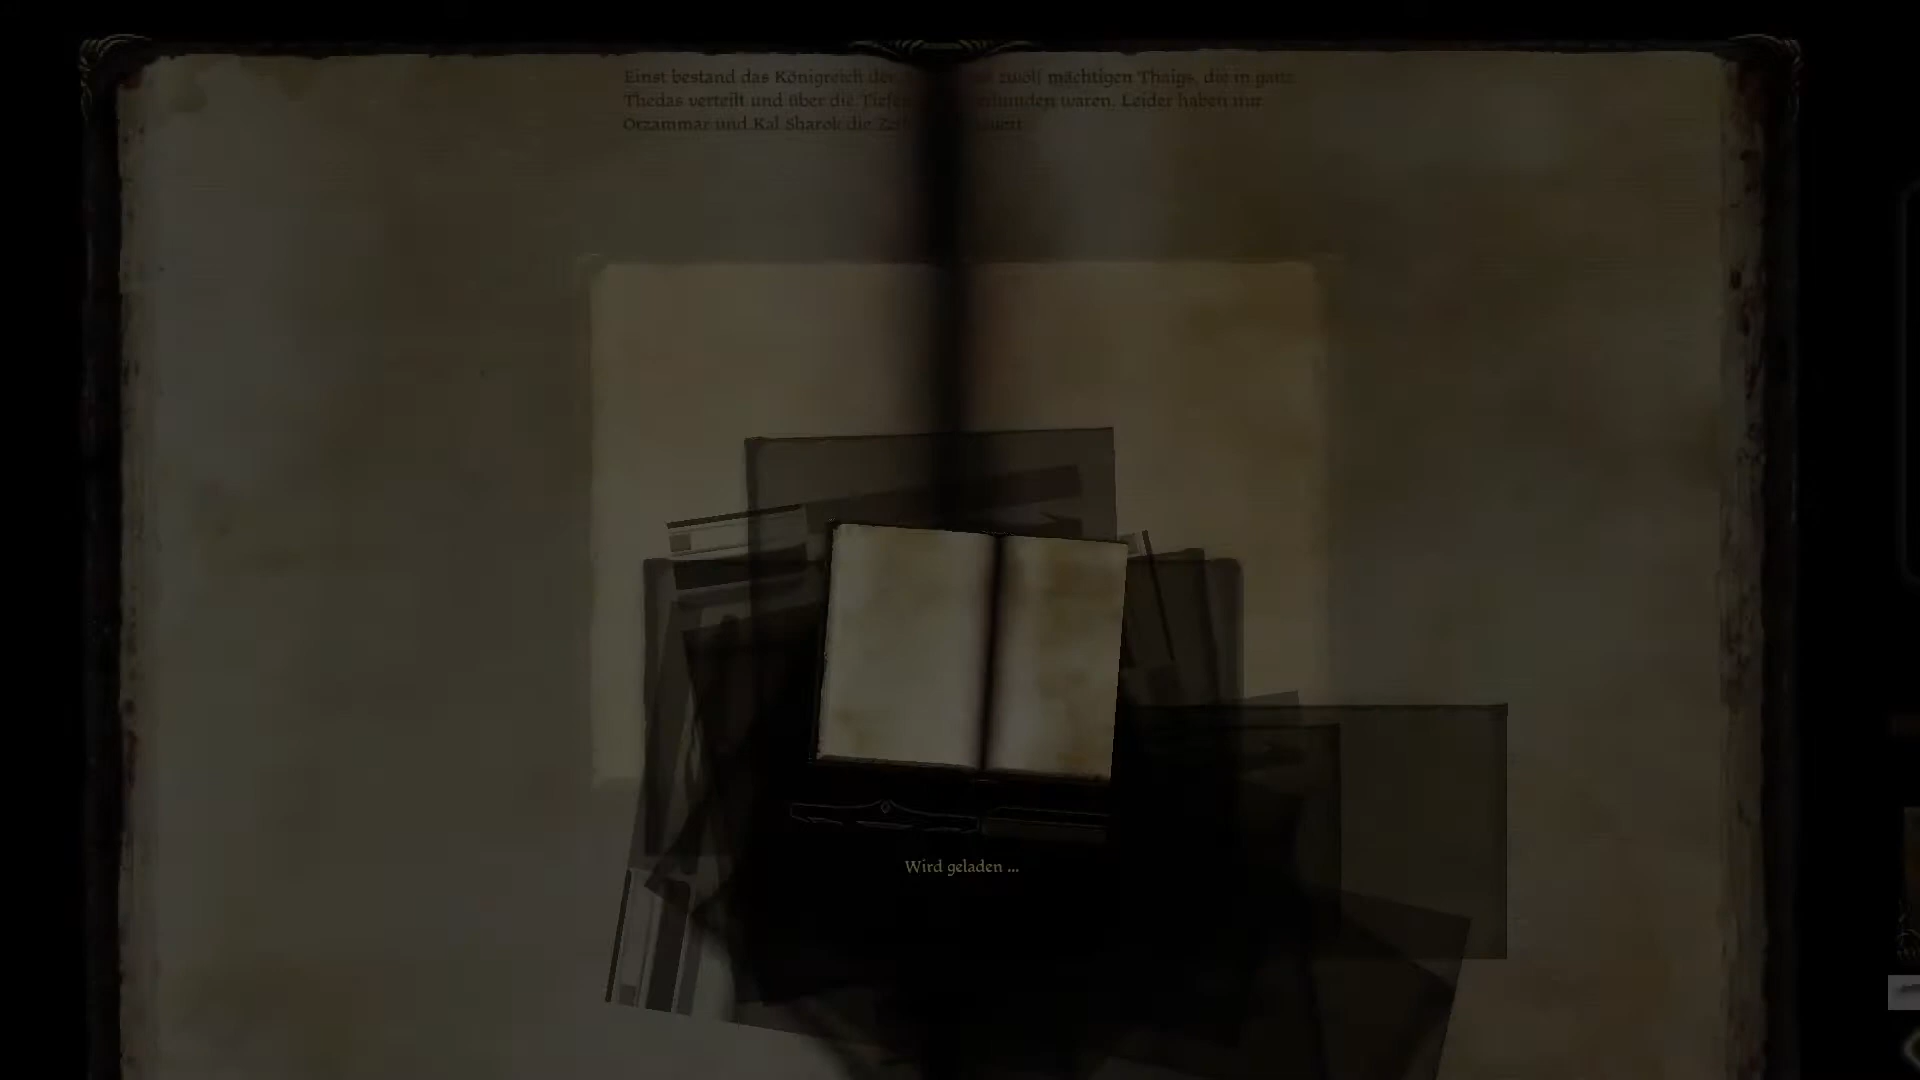 Einst bestand das Königreich der zwölf mächtigen Thaigs, die in ganz
Thedas verteilt und über die Tiefen waren. Leider haben nur
Orzammar und Kal Sharok die
Wird geladen ...